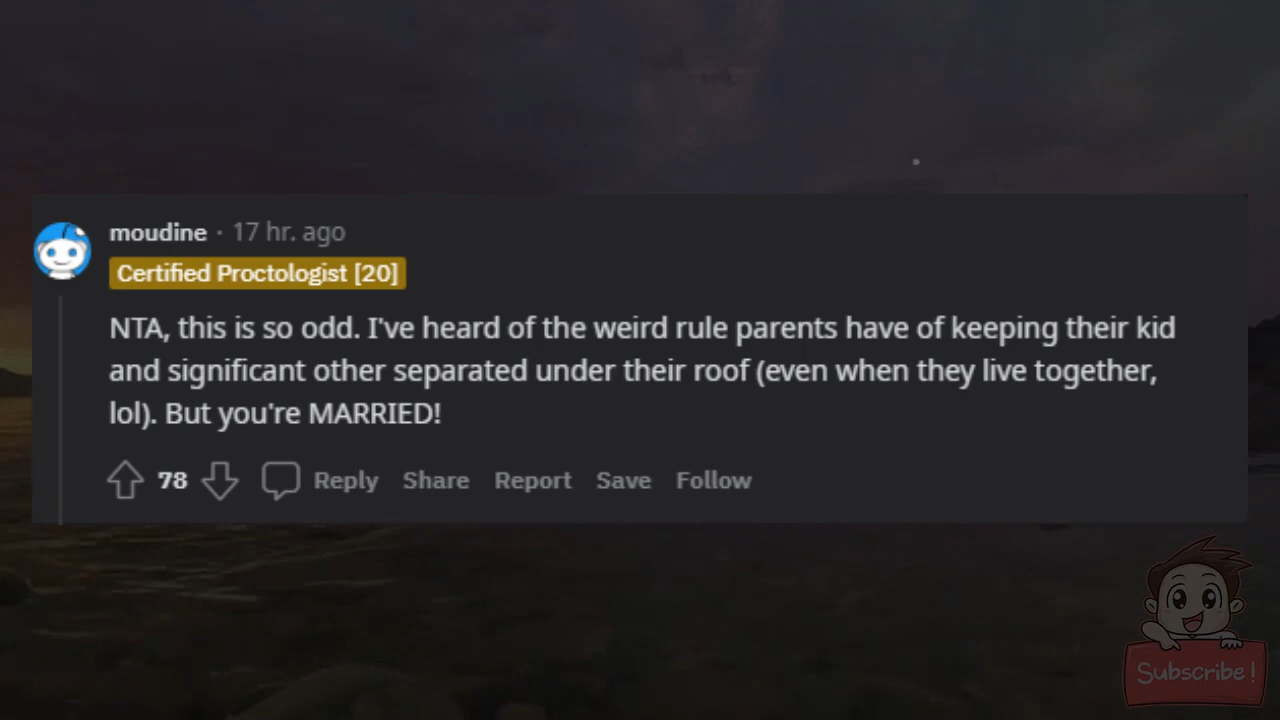 moudine · 17 hr. ago
Certified Proctologist [20]
NTA, this is so odd. I've heard of the weird rule parents have of keeping their kid
and significant other separated under their roof (even when they live together,
lol). But you're MARRIED!
78 Reply Share Report Save Follow
Subscribe!